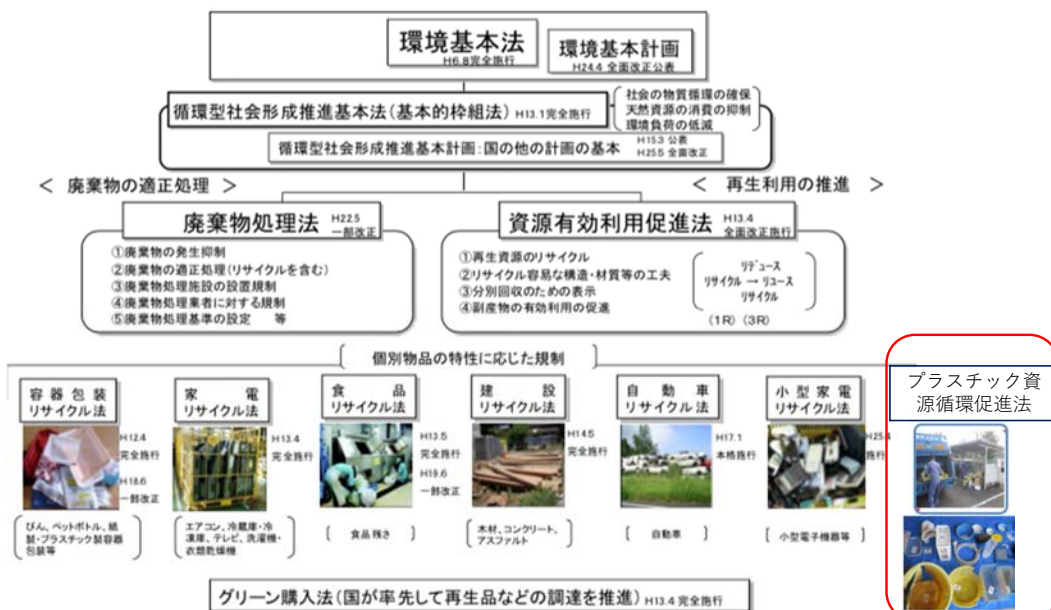 環境基本法
H6.8完全施行
環境基本計画
H24.4 全面改正公表
循環型社会形成推進基本法(基本的枠組法) H13.1完全施行
社会の物質循環の確保
天然資源の消費の抑制
環境負荷の低減
循環型社会形成推進基本計画:国の他の計画の基本
H15.3 公表
H25.5 全面改正
< 廃棄物の適正処理 >
< 再生利用の推進 >
廃棄物処理法
H22.5
一部改正
①廃棄物の発生抑制
②廃棄物の適正処理(リサイクルを含む)
③廃棄物処理施設の設置規制
④廃棄物処理業者に対する規制
⑤廃棄物処理基準の設定 等
資源有効利用促進法
H13.4
全面改正施行
①再生資源のリサイクル
②リサイクル容易な構造・材質等の工夫
③分別回収のための表示
④副産物の有効利用の促進
リデュース
リサイクル → リユース
リサイクル
(1R) (3R)
個別物品の特性に応じた規制
容器包装
リサイクル法
H12.4
完全施行
H18.6
一部改正
びん、ペットボトル、紙
製・プラスチック製容器
包装等
家電
リサイクル法
H13.4
完全施行
エアコン、冷蔵庫・冷
凍庫、テレビ、洗濯機・
衣類乾燥機
食品
リサイクル法
H13.5
完全施行
H19.6
一部改正
食品残さ
建設
リサイクル法
H14.5
完全施行
木材、コンクリート、
アスファルト
自動車
リサイクル法
H17.1
本格施行
自動車
小型家電
リサイクル法
H25.4
施行
小型電子機器等
プラスチック資
源循環促進法
グリーン購入法(国が率先して再生品などの調達を推進) H13.4 完全施行